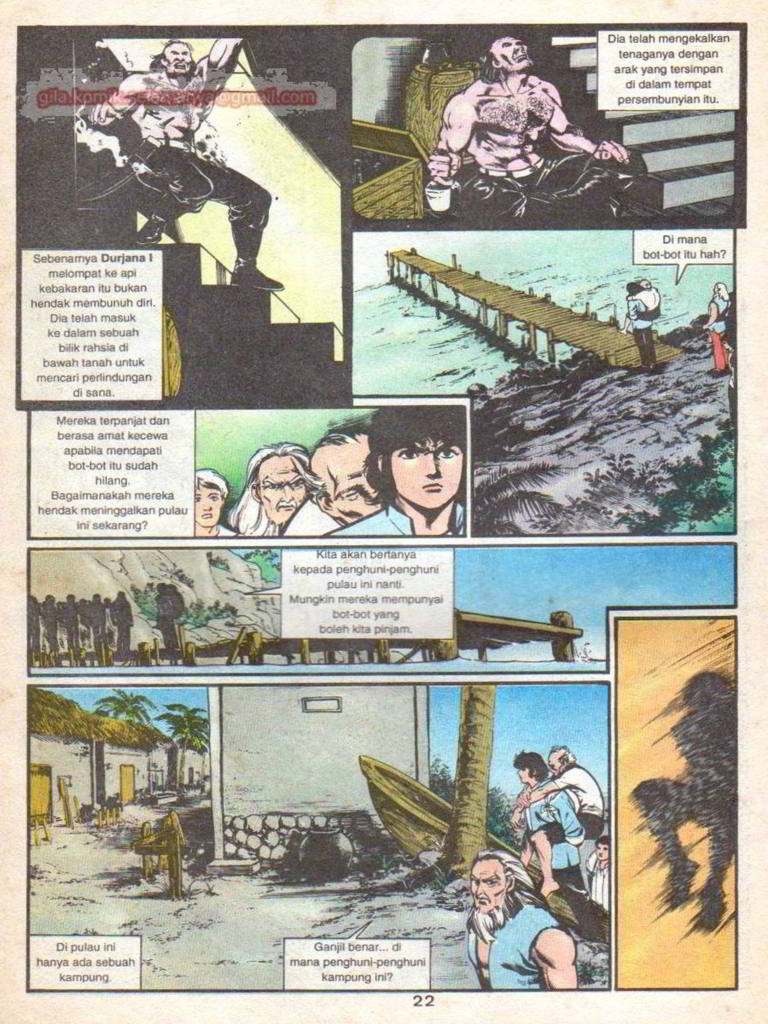 gila.komik
@gmail.com
Sebenarnya Durjana I
melompat ke api
kebakaran itu bukan
hendak membunuh diri.
Dia telah masuk
ke dalam sebuah
bilik rahsia di
bawah tanah untuk
mencari perlindungan
di sana.
Dia telah mengekalkan
tenaganya dengan
arak yang tersimpan
di dalam tempat
persembunyian itu.
Di mana
bot-bot itu hah?
Mereka terpanjat dan
berasa amat kecewa
apabila mendapati
bot-bot itu sudah
hilang.
Bagaimanakah mereka
hendak meninggalkan pulau
ini sekarang?
Kita akan bertanya
kepada penghuni-penghuni
pulau ini nanti.
Mungkin mereka mempunyai
bot-bot yang
boleh kita pinjam.
Di pulau ini
hanya ada sebuah
kampung.
Ganjil benar... di
mana penghuni-penghuni
kampung ini?
22